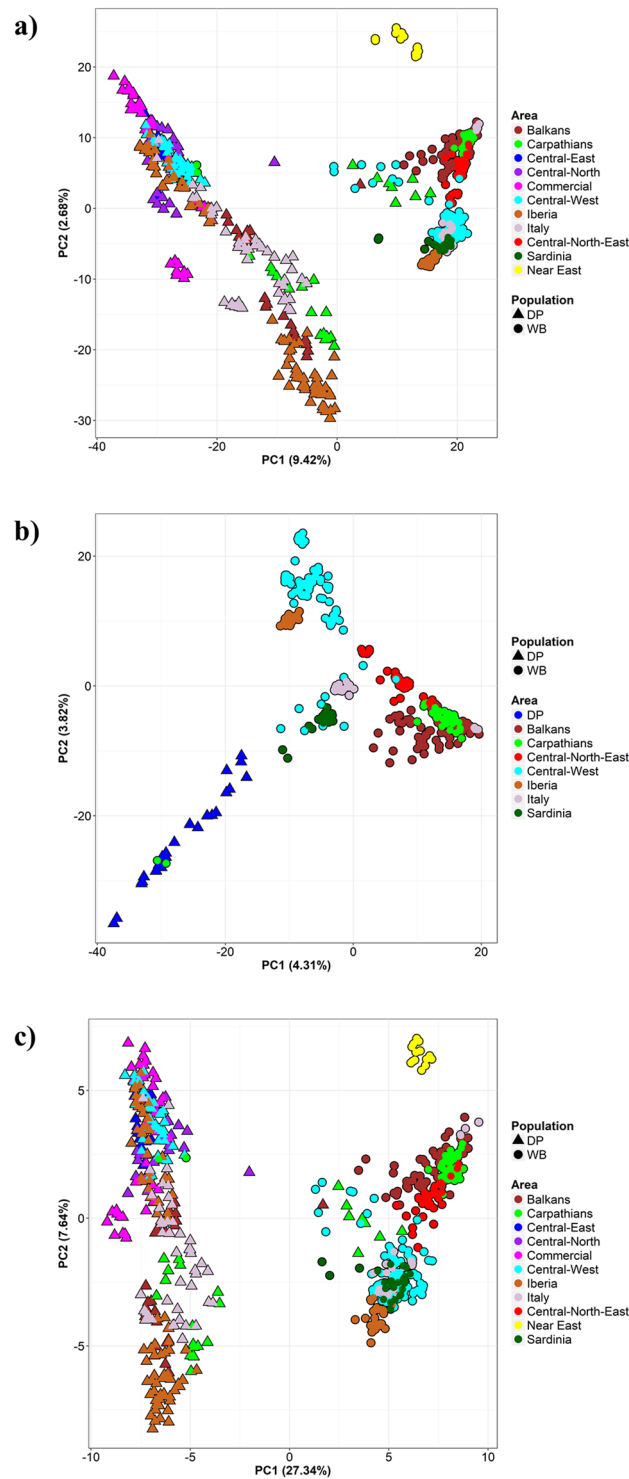 a)
20
10
0
-10
-20
-30
PC2 (2.68%)
-40
-20
0
20
PC1 (9.42%)
Area
Balkans
Carpathians
Central-East
Central-North
Commercial
Central-West
Iberia
Italy
Central-North-East
Sardinia
Near East
Population
DP
WB
b)
20
0
-20
PC2 (3.82%)
-40
-20
0
20
PC1 (4.31%)
Population
DP
WB
Area
DP
Balkans
Carpathians
Central-North-East
Central-West
Iberia
Italy
Sardinia
c)
5
0
-5
PC2 (7.64%)
-10
-5
0
5
10
PC1 (27.34%)
Population
DP
WB
Area
Balkans
Carpathians
Central-East
Central-North
Commercial
Central-West
Iberia
Italy
Central-North-East
Near East
Sardinia